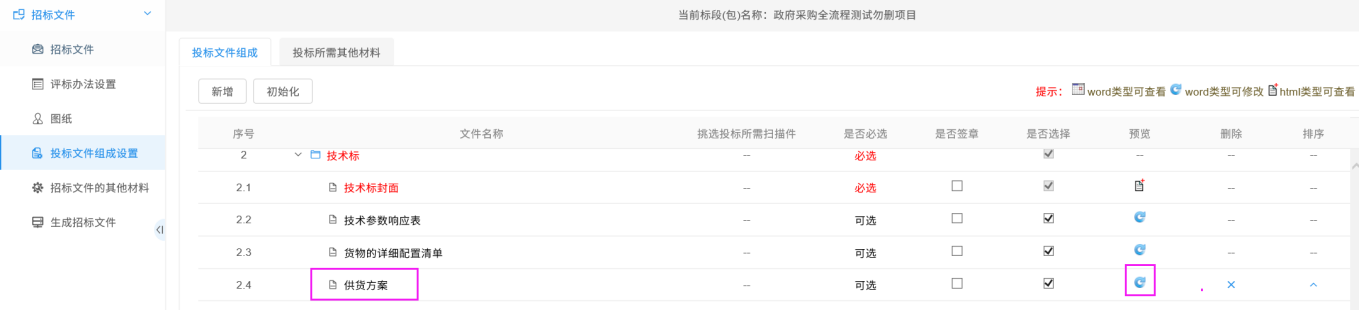 招标文件
当前标段(包)名称：政府采购全流程测试勿删项目
招标文件
评标办法设置
图纸
投标文件组成设置
招标文件的其他材料
生成招标文件
投标文件组成 投标所需其他材料
新增 初始化
提示： word类型可查看 word类型可修改 html类型可查看
序号 文件名称 挑选投标所需扫描件 是否必选 是否签章 是否选择 预览 删除 排序
2 技术标 -- 必选 -- -- --
2.1 技术标封面 -- 必选 -- --
2.2 技术参数响应表 -- 可选 -- --
2.3 货物的详细配置清单 -- 可选 -- --
2.4 供货方案 -- 可选